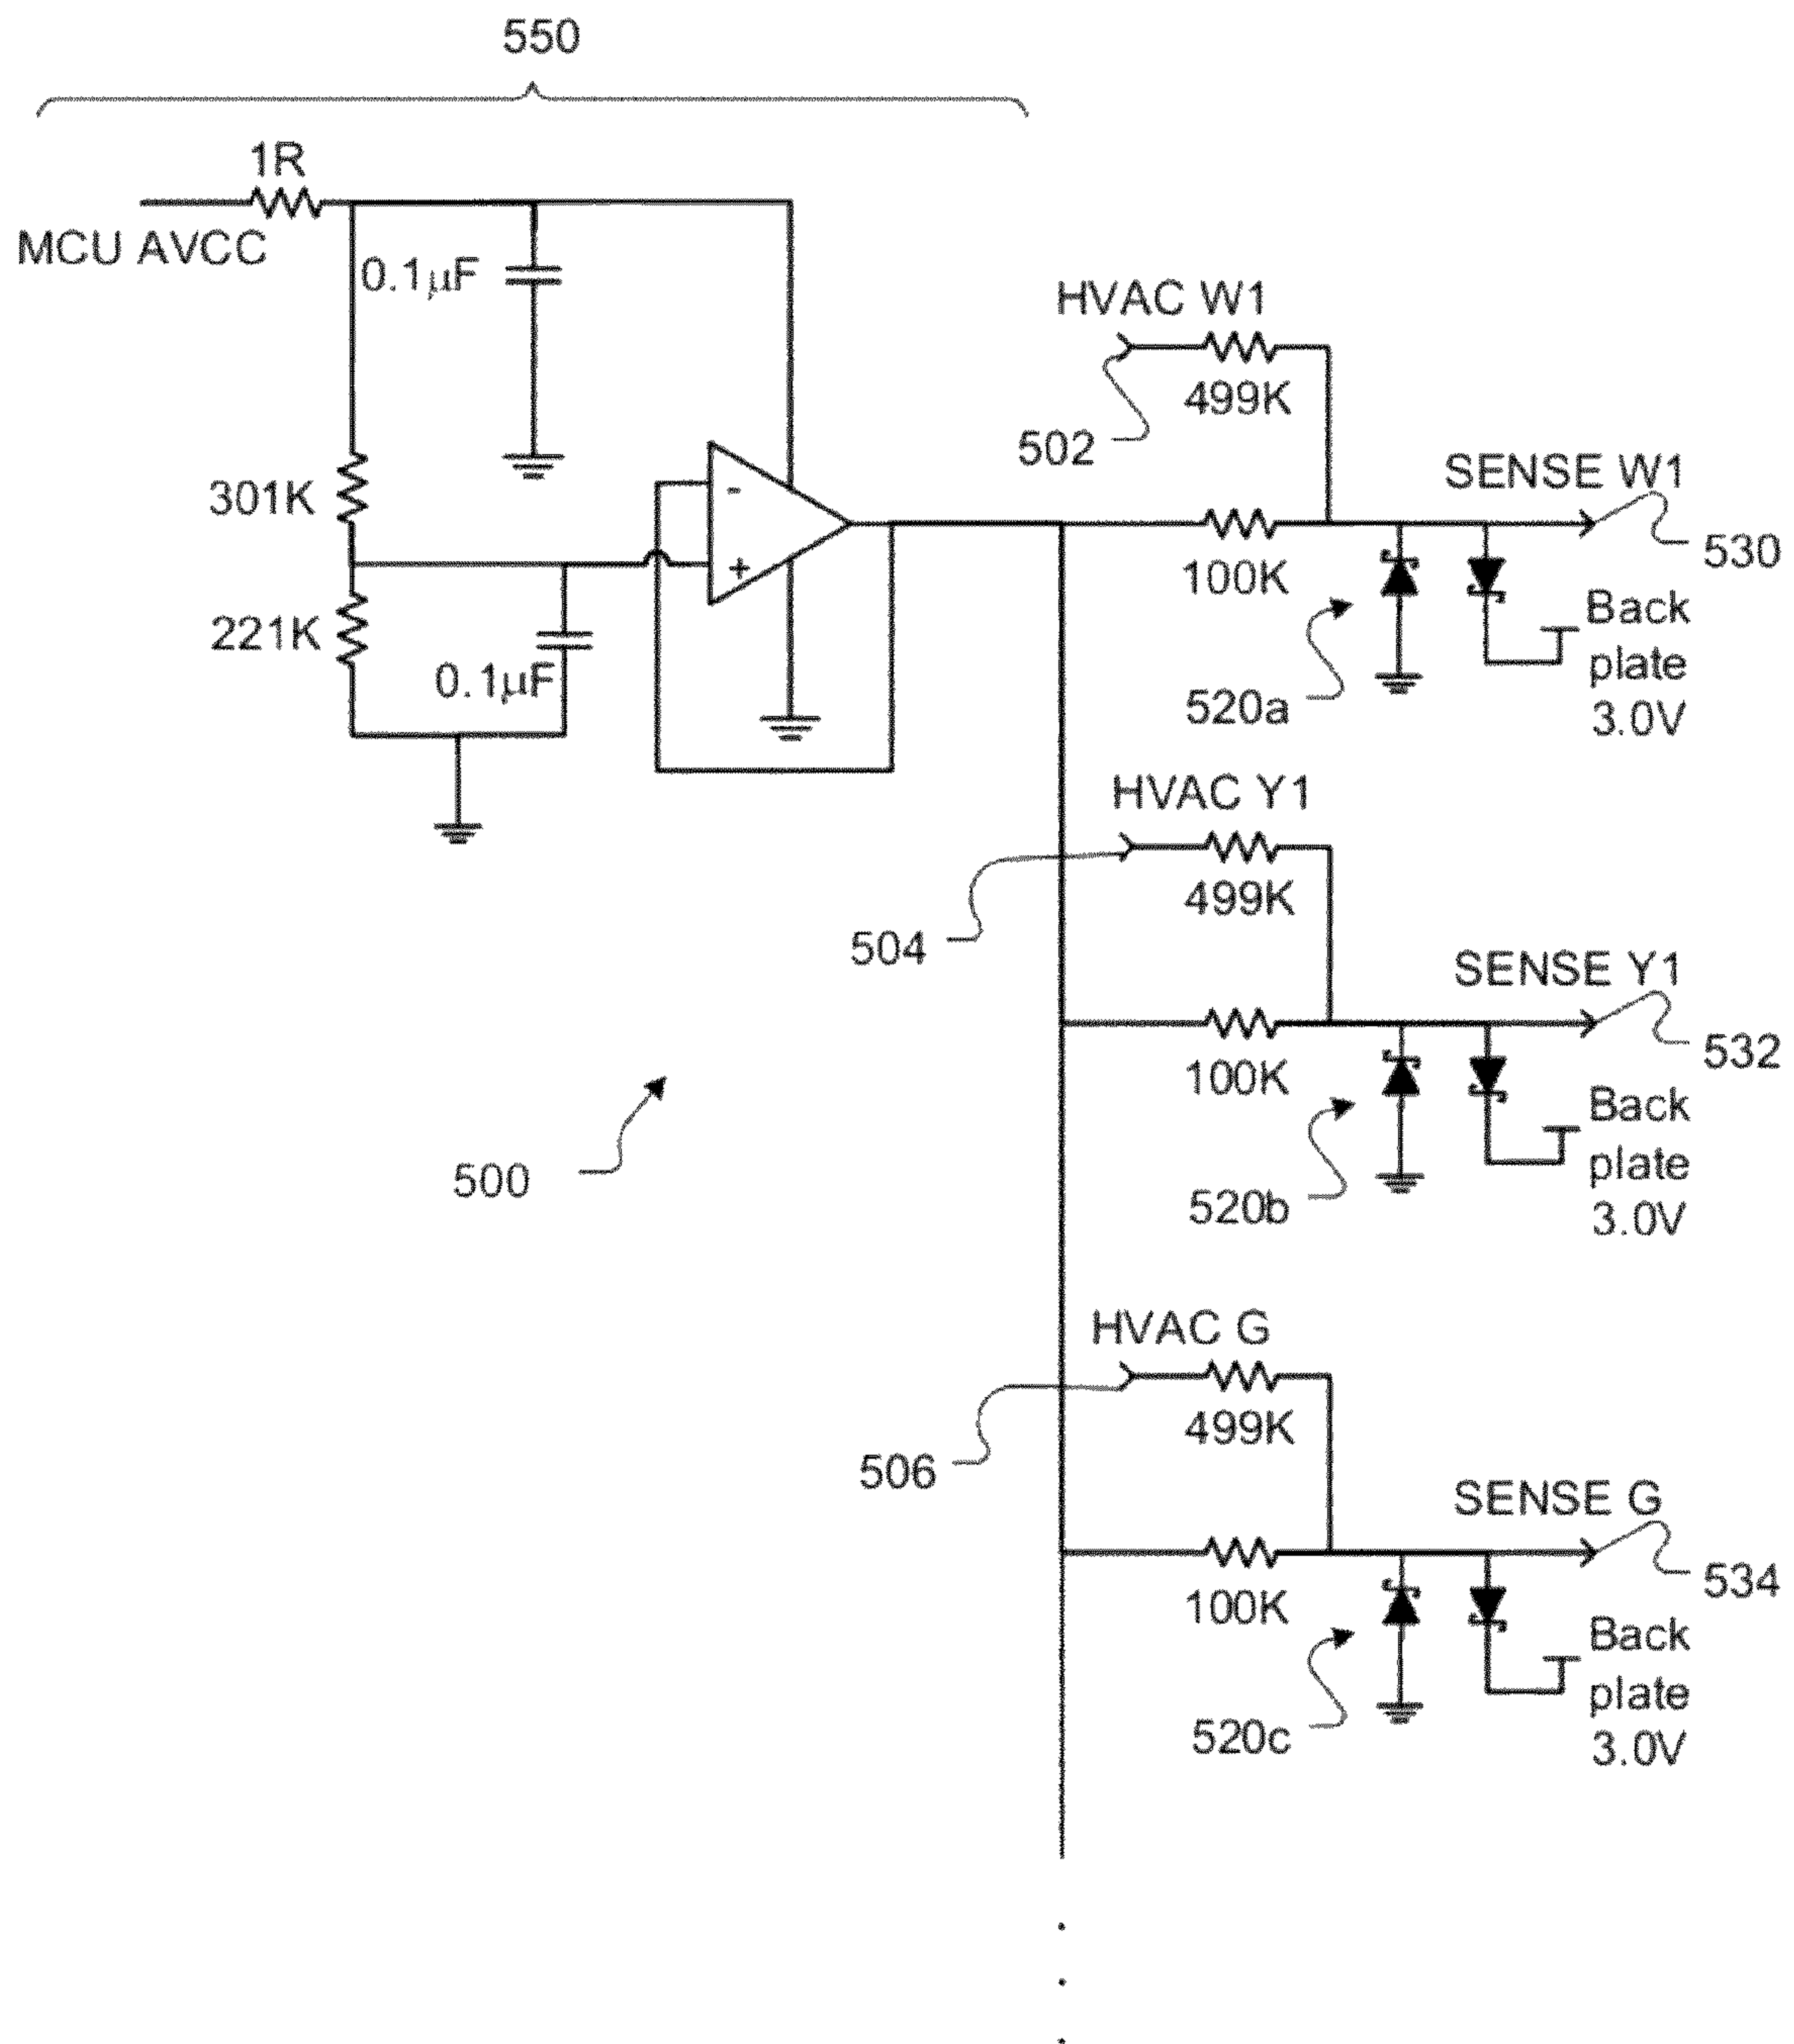 550
1R
MCU AVCC
0.1µF
301K
221K
0.1µF
-
+
HVAC W1
499K
502
SENSE W1
530
100K
520a
Back
plate
3.0V
HVAC Y1
499K
504
SENSE Y1
532
100K
520b
Back
plate
3.0V
500
HVAC G
499K
506
SENSE G
534
100K
520c
Back
plate
3.0V